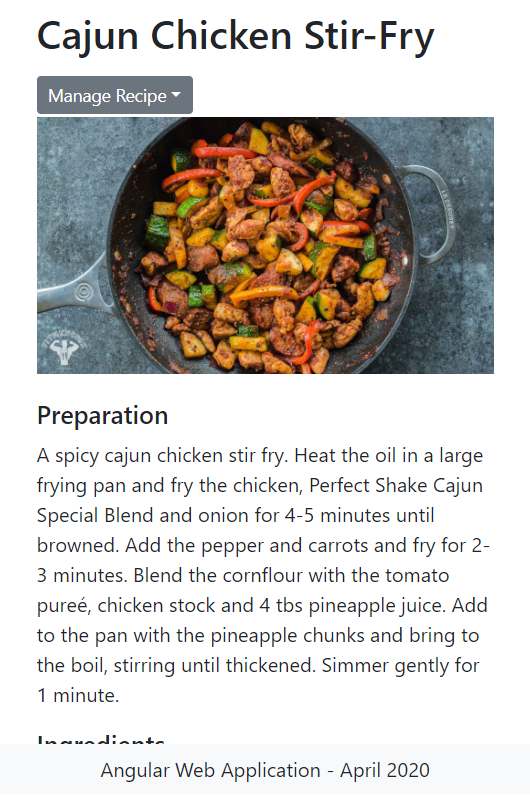 Cajun Chicken Stir-Fry
Manage Recipe
LE CREUSET
Preparation
A spicy cajun chicken stir fry. Heat the oil in a large
frying pan and fry the chicken, Perfect Shake Cajun
Special Blend and onion for 4-5 minutes until
browned. Add the pepper and carrots and fry for 2-
3 minutes. Blend the cornflour with the tomato
pureé, chicken stock and 4 tbs pineapple juice. Add
to the pan with the pineapple chunks and bring to
the boil, stirring until thickened. Simmer gently for
1 minute.
Ingredients
Angular Web Application - April 2020